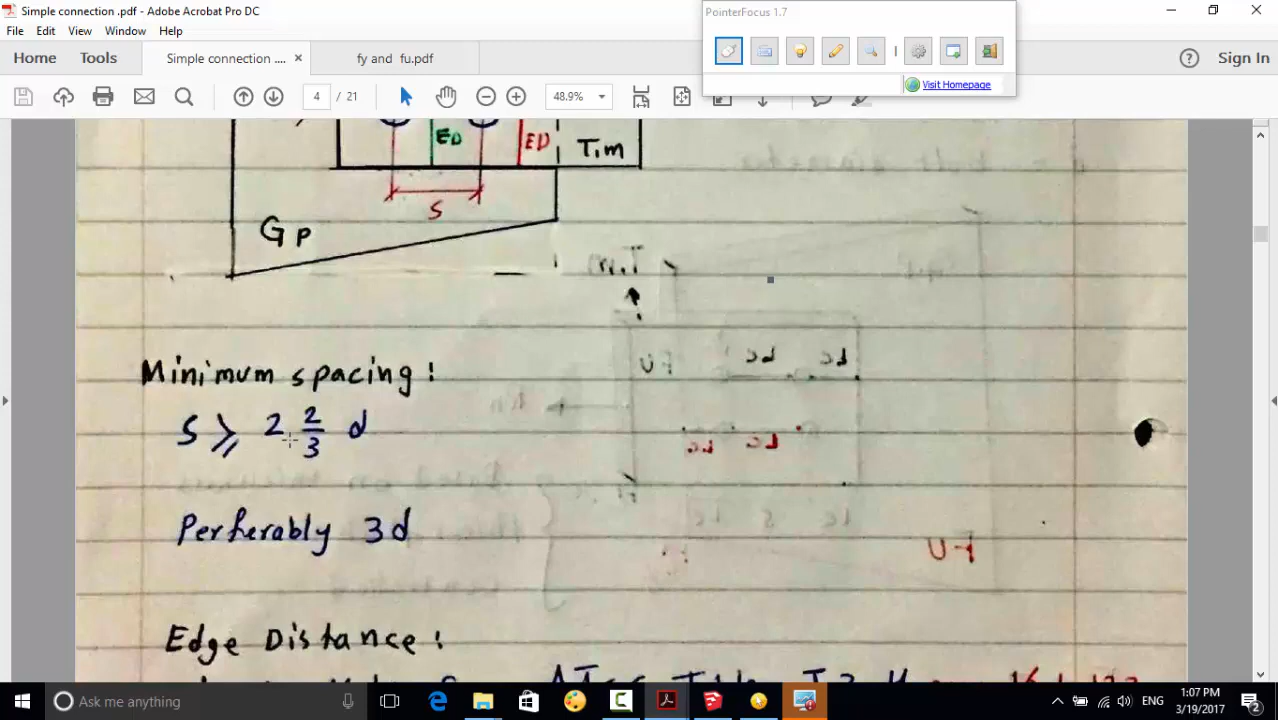 Simple connection .pdf - Adobe Acrobat Pro DC
PointerFocus 1.7
File Edit View Window Help
Home Tools Simple connection .... × fy and fu.pdf Sign In
Visit Homepage
4 / 21 48.9%
ED ED Tim
S
Gp
Minimum spacing:
S ≥ 2 2/3 d
Perferably 3d
Edge Distance:
Ask me anything
ENG
1:07 PM
3/19/2017
2